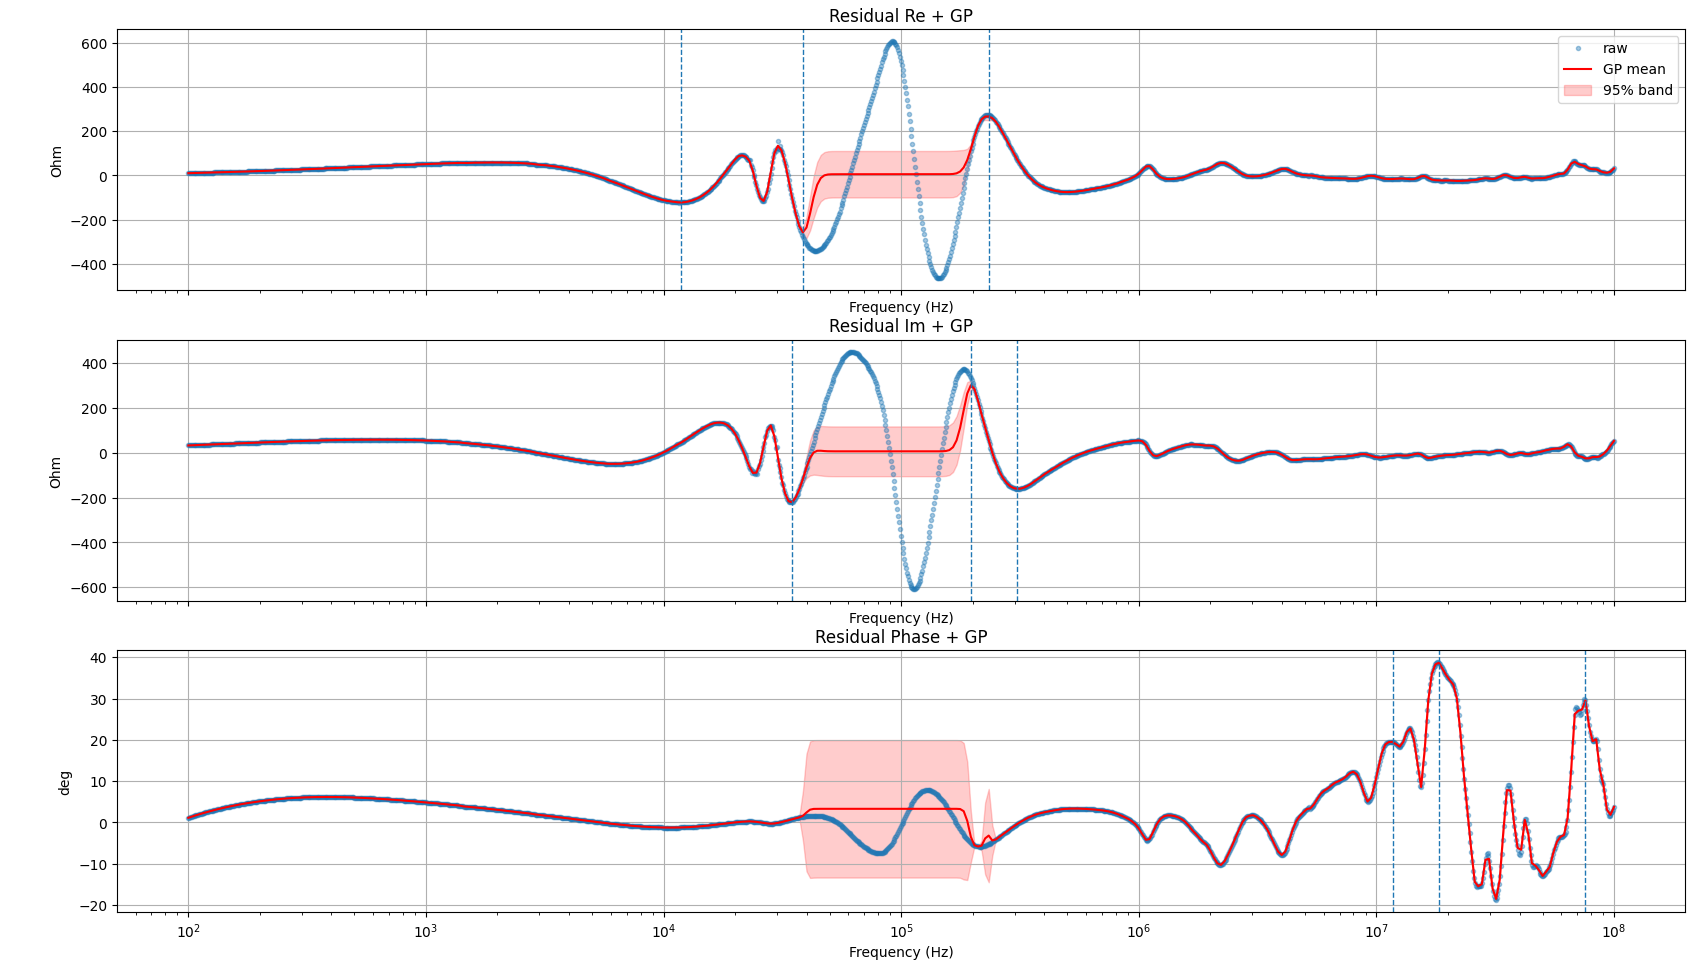 Residual Re + GP
600
400
200
0
−200
−400
Ohm
raw
GP mean
95% band
Frequency (Hz)
Residual Im + GP
400
200
0
−200
−400
−600
Ohm
Frequency (Hz)
Residual Phase + GP
40
30
20
10
0
−10
−20
deg
10² 10³ 10⁴ 10⁵ 10⁶ 10⁷ 10⁸
Frequency (Hz)